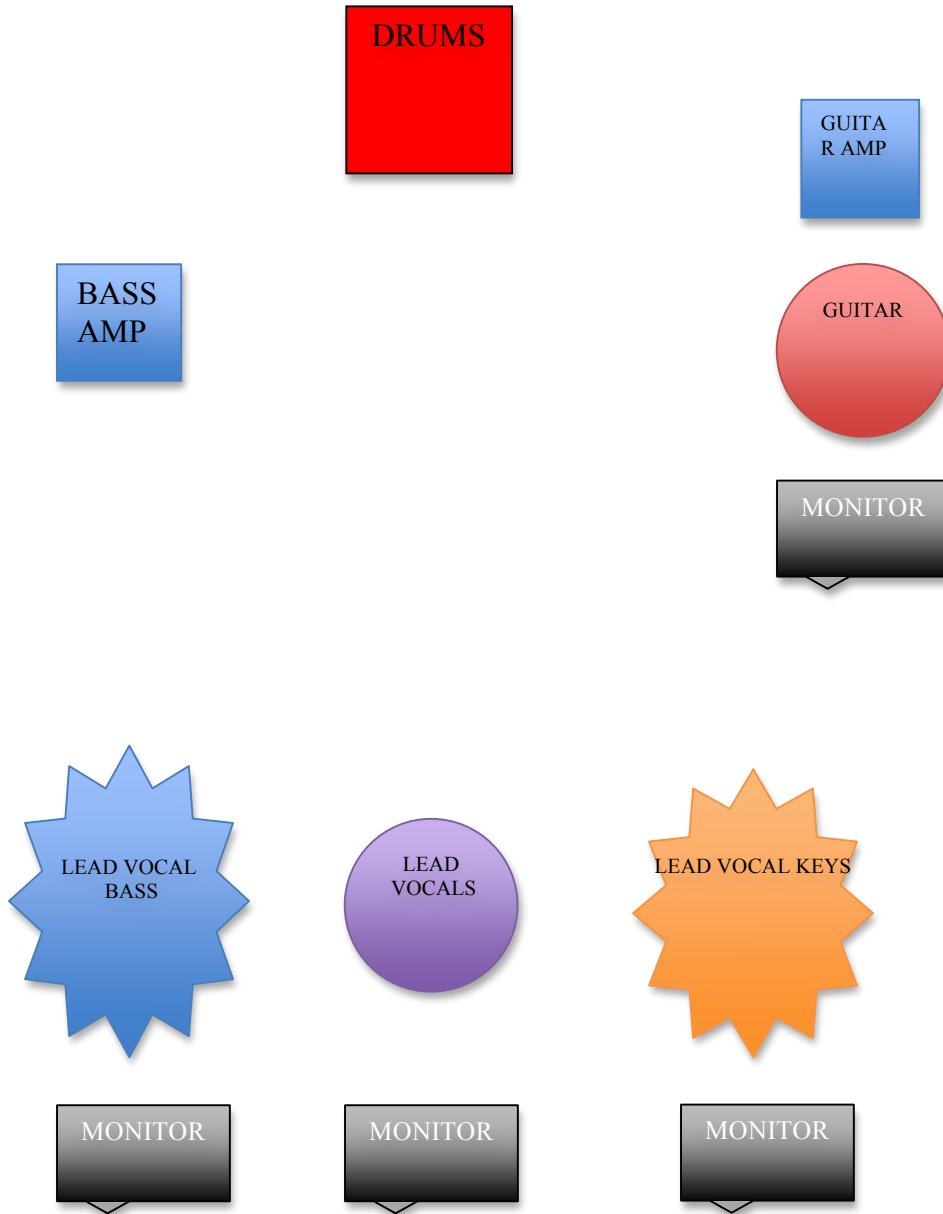 DRUMS
GUITA
R AMP
BASS
AMP
GUITAR
MONITOR
LEAD VOCAL
BASS
LEAD
VOCALS
LEAD VOCAL KEYS
MONITOR
MONITOR
MONITOR